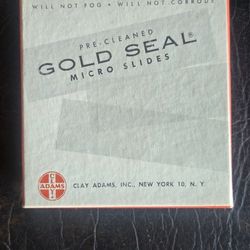 WILL NOT FOG • WILL NOT CORRODE
PRE-CLEANED
GOLD SEAL®
MICRO SLIDES
CLAY
ADAMS
CLAY ADAMS, INC., NEW YORK 10, N. Y.